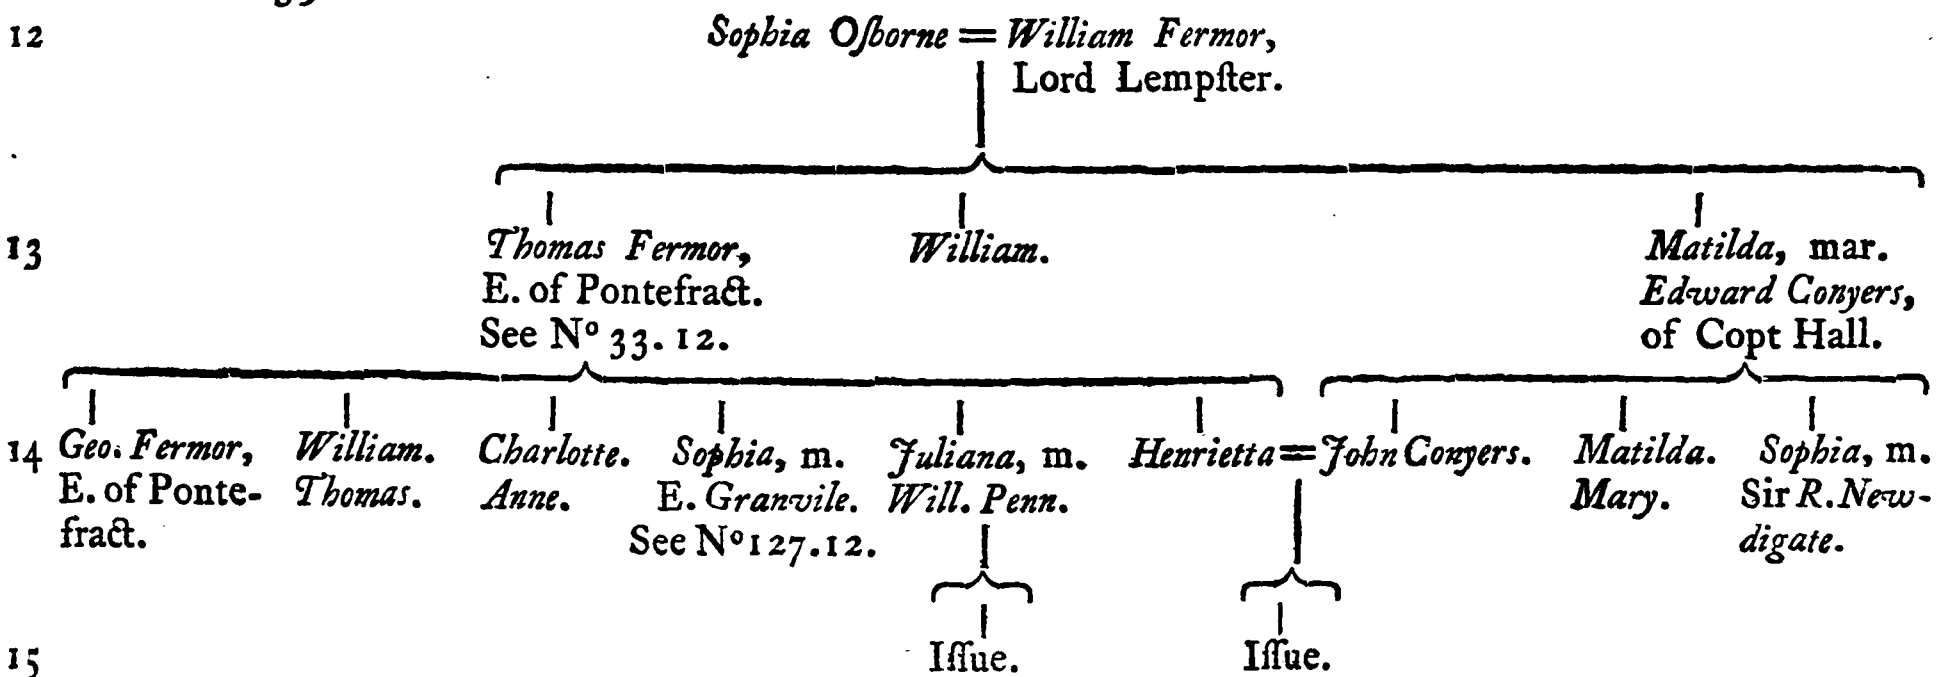 12 Sophia Oſborne = William Fermor,
Lord Lempſter.
13 Thomas Fermor, William. Matilda, mar.
E. of Pontefract. Edward Conyers,
See Nº 33. 12. of Copt Hall.
14 Geo. Fermor, William. Charlotte. Sophia, m. Juliana, m. Henrietta = John Conyers. Matilda. Sophia, m.
E. of Ponte- Thomas. Anne. E. Granvile. Will. Penn. Mary. Sir R. New-
fract. See Nº 127. 12. digate.
15 Iſſue. Iſſue.